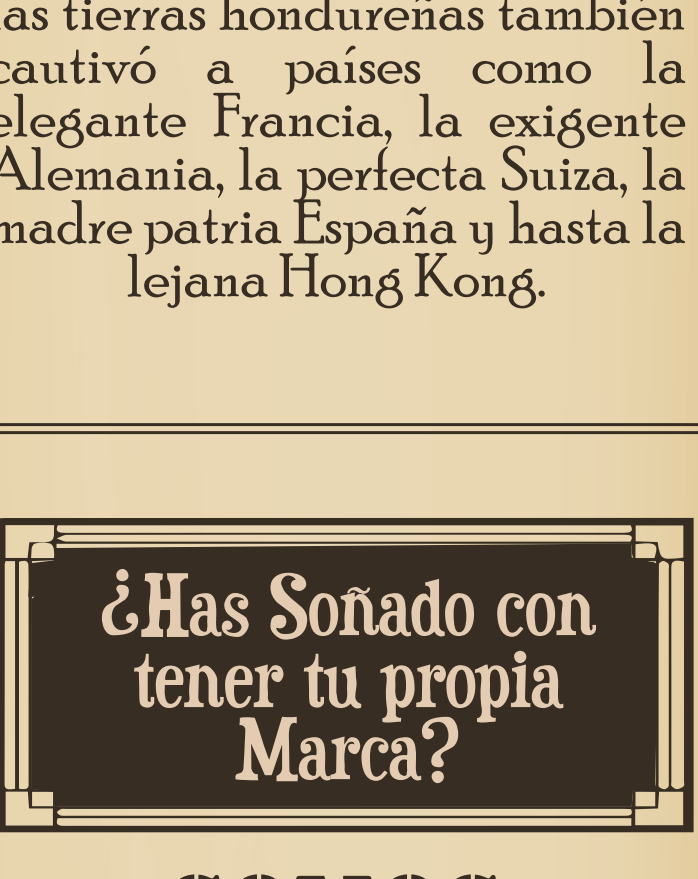 las tierras hondureñas también
cautivó a países como la
elegante Francia, la exigente
Alemania, la perfecta Suiza, la
madre patria España y hasta la
lejana Hong Kong.
¿Has Soñado con
tener tu propia
Marca?